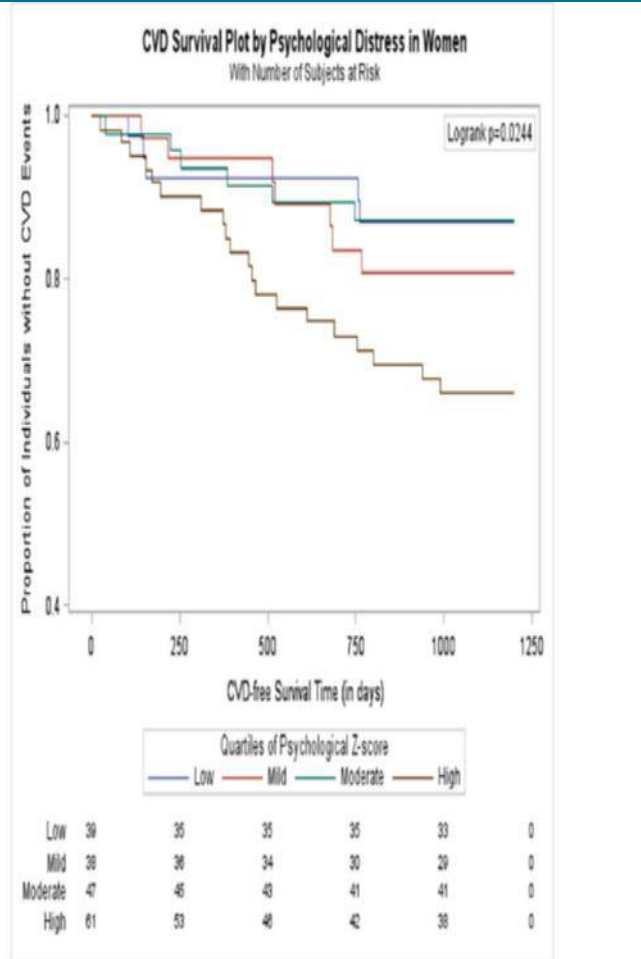 CVD Survival Plot by Psychological Distress in Women
With Number of Subjects at Risk
Proportion of Individuals without CVD Events
1.0
0.8
0.6
0.4
Logrank p=0.0244
0 250 500 750 1000 1250
CVD-free Survival Time (in days)
Quartiles of Psychological Z-score
Low Mild Moderate High
Low 39 35 35 35 33 0
Mild 38 36 34 30 29 0
Moderate 47 45 43 41 41 0
High 61 53 46 42 38 0